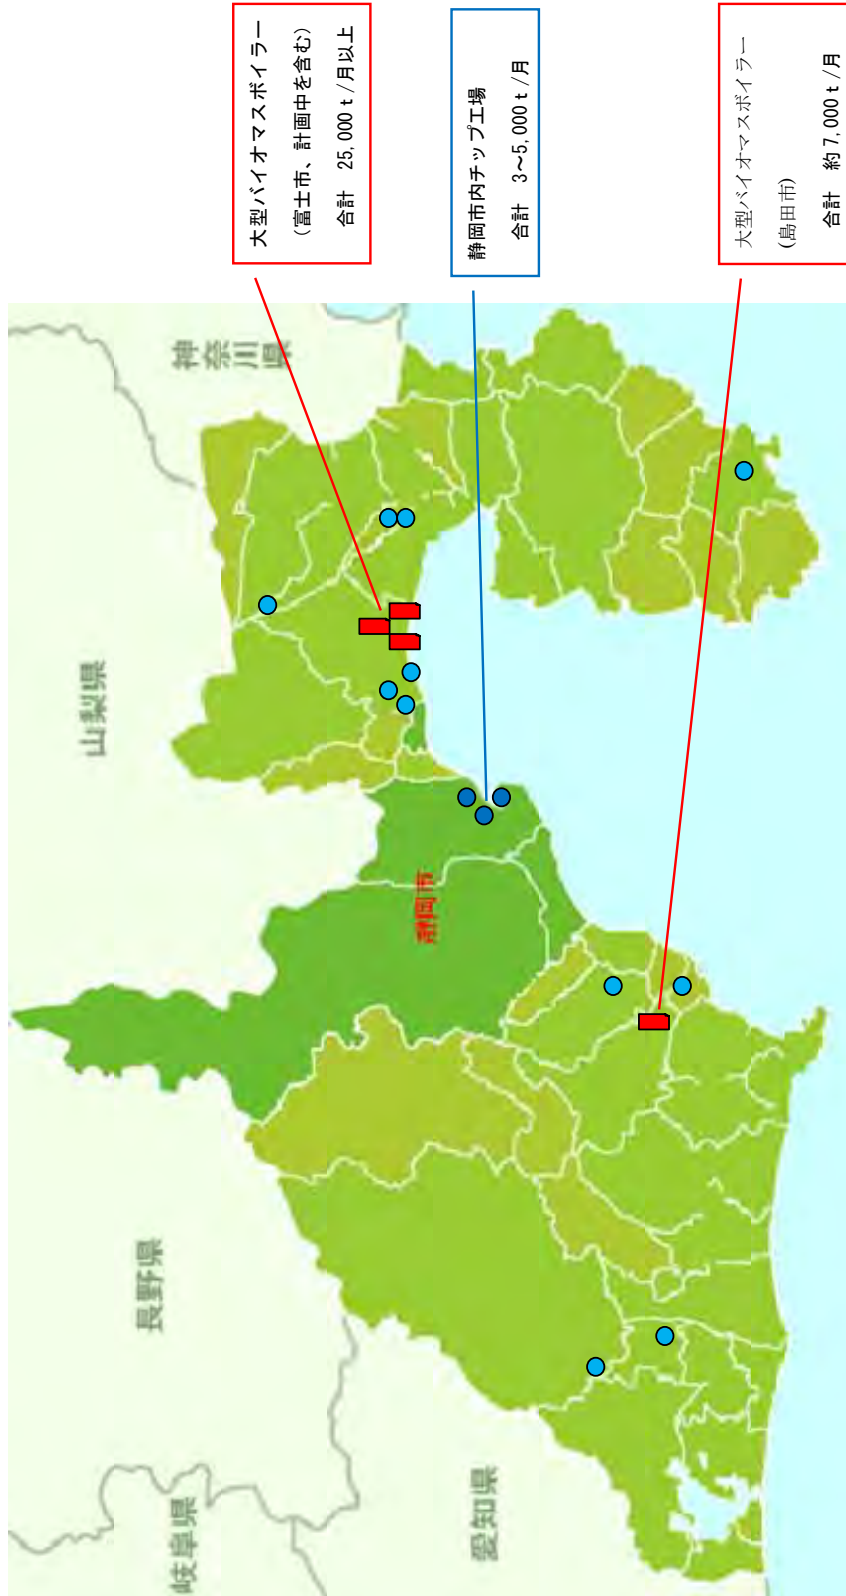 大型バイオマスボイラー
(富士市、計画中を含む)
合計　25,000ｔ/月以上
静岡市内チップ工場
合計　3～5,000ｔ/月
大型バイオマスボイラー
(島田市)
合計　約7,000ｔ/月
神奈川県
山梨県
静岡市
長野県
岐阜県
愛知県